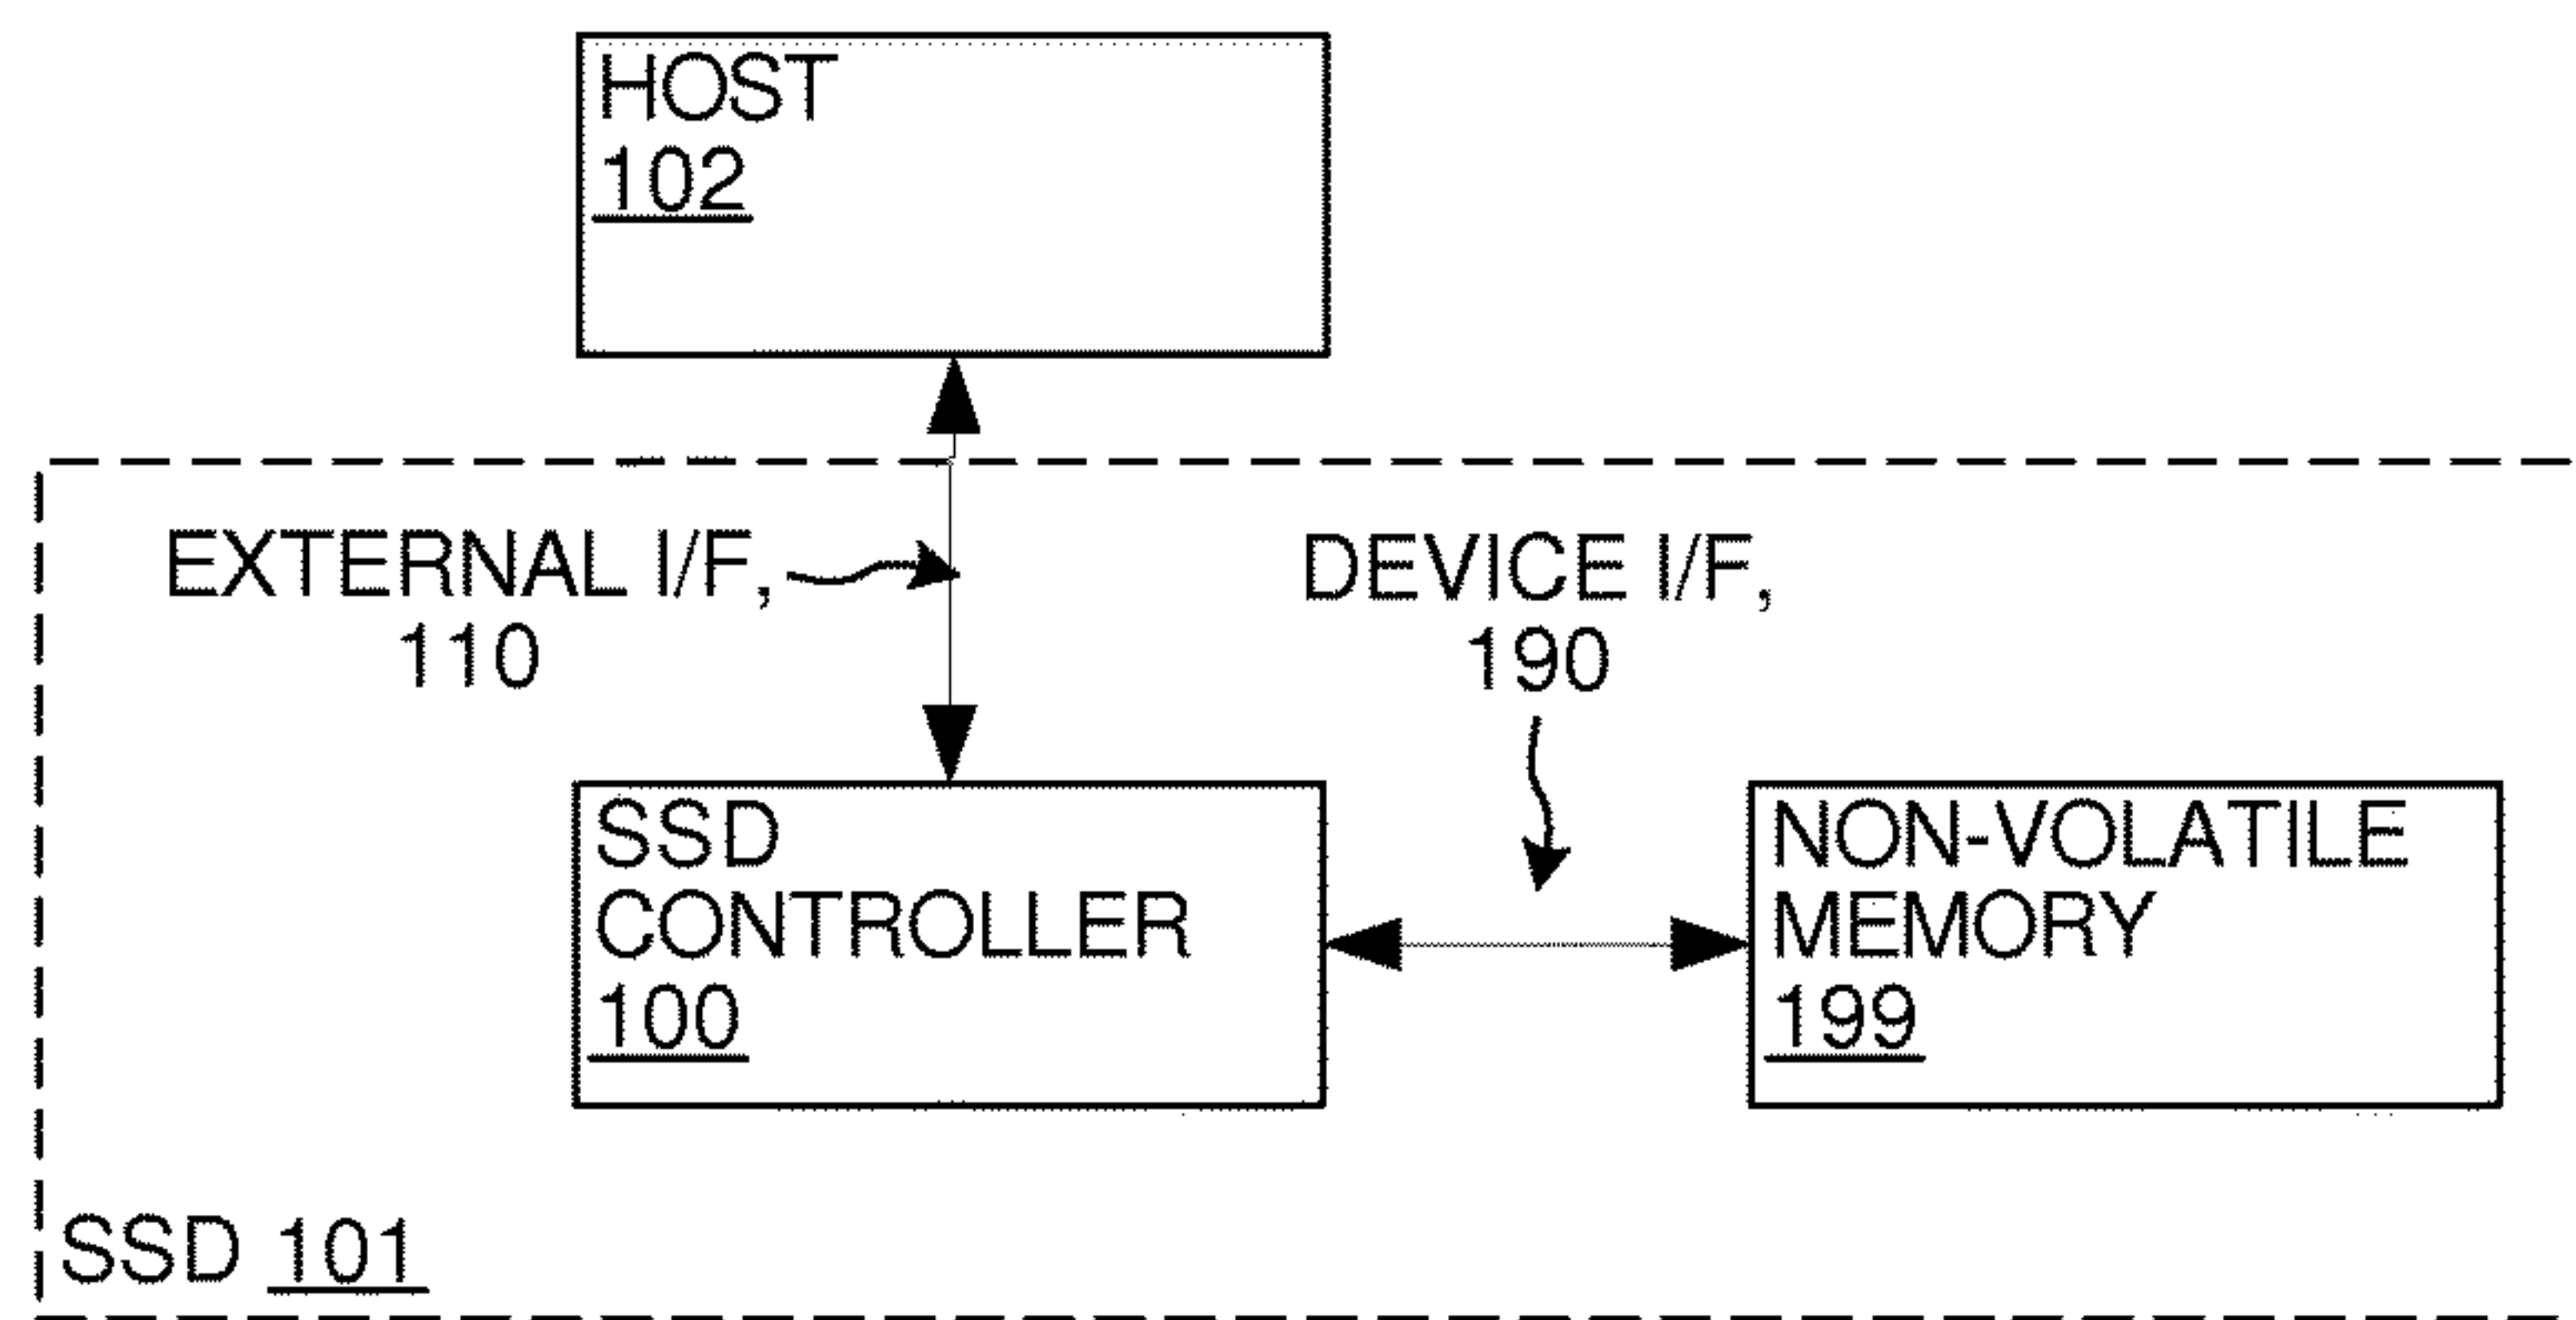 HOST
102
EXTERNAL I/F,
110
DEVICE I/F,
190
SSD
CONTROLLER
100
NON-VOLATILE
MEMORY
199
SSD 101